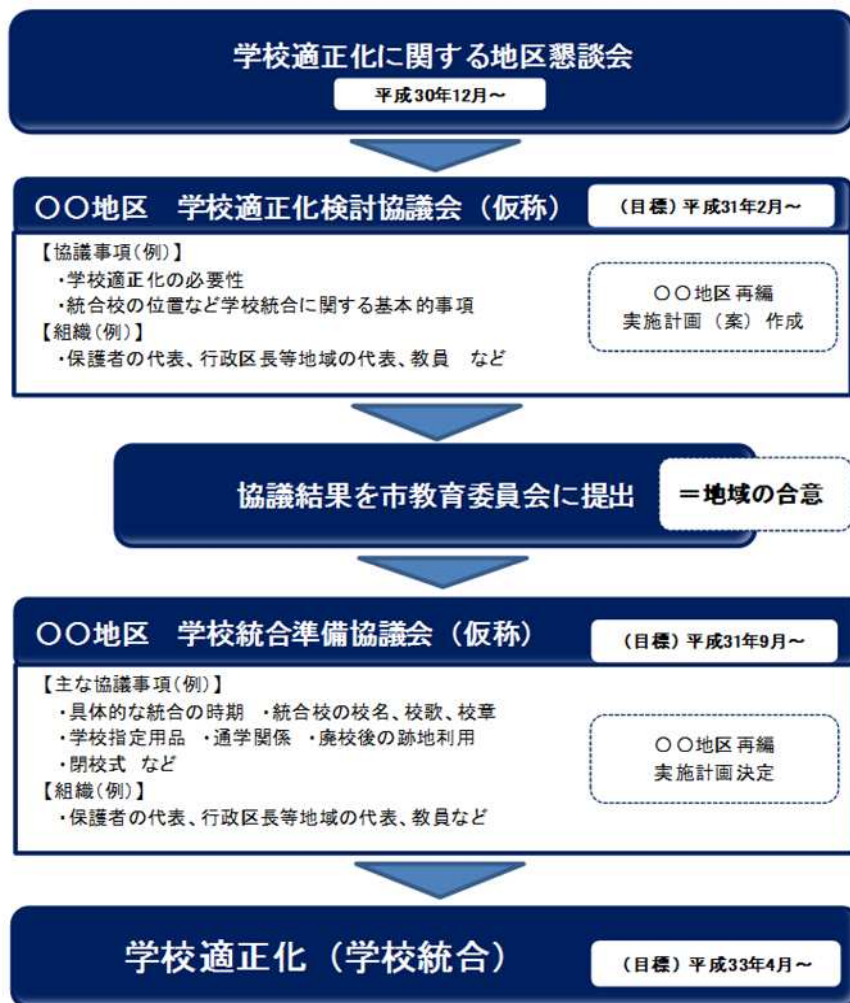 学校適正化に関する地区懇談会
平成30年12月～
〇〇地区　学校適正化検討協議会（仮称）
（目標）平成31年2月～
【協議事項（例）】
・学校適正化の必要性
・統合校の位置など学校統合に関する基本的事項
【組織（例）】
・保護者の代表、行政区長等地域の代表、教員　など
〇〇地区再編
実施計画（案）作成
協議結果を市教育委員会に提出
＝地域の合意
〇〇地区　学校統合準備協議会（仮称）
（目標）平成31年9月～
【主な協議事項（例）】
・具体的な統合の時期　・統合校の校名、校歌、校章
・学校指定用品　・通学関係　・廃校後の跡地利用
・閉校式　など
【組織（例）】
・保護者の代表、行政区長等地域の代表、教員など
〇〇地区再編
実施計画決定
学校適正化（学校統合）
（目標）平成33年4月～